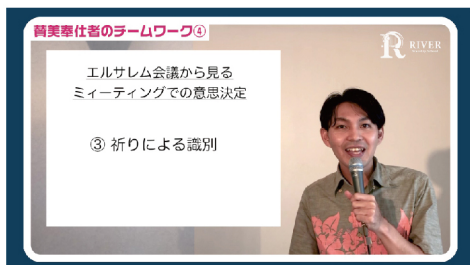 賛美奉仕者のチームワーク④
RIVER
エルサレム会議から見る
ミィーティングでの意思決定
③ 祈りによる識別